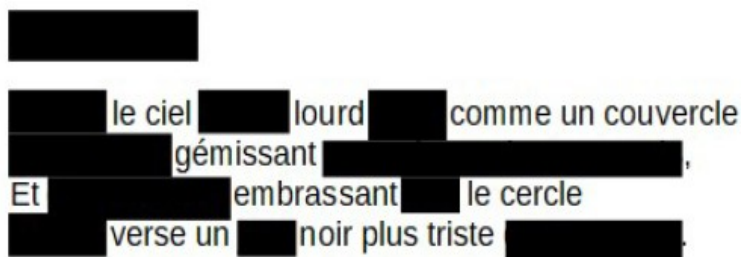 le ciel lourd comme un couvercle
gémissant ,
Et embrassant le cercle
verse un noir plus triste .